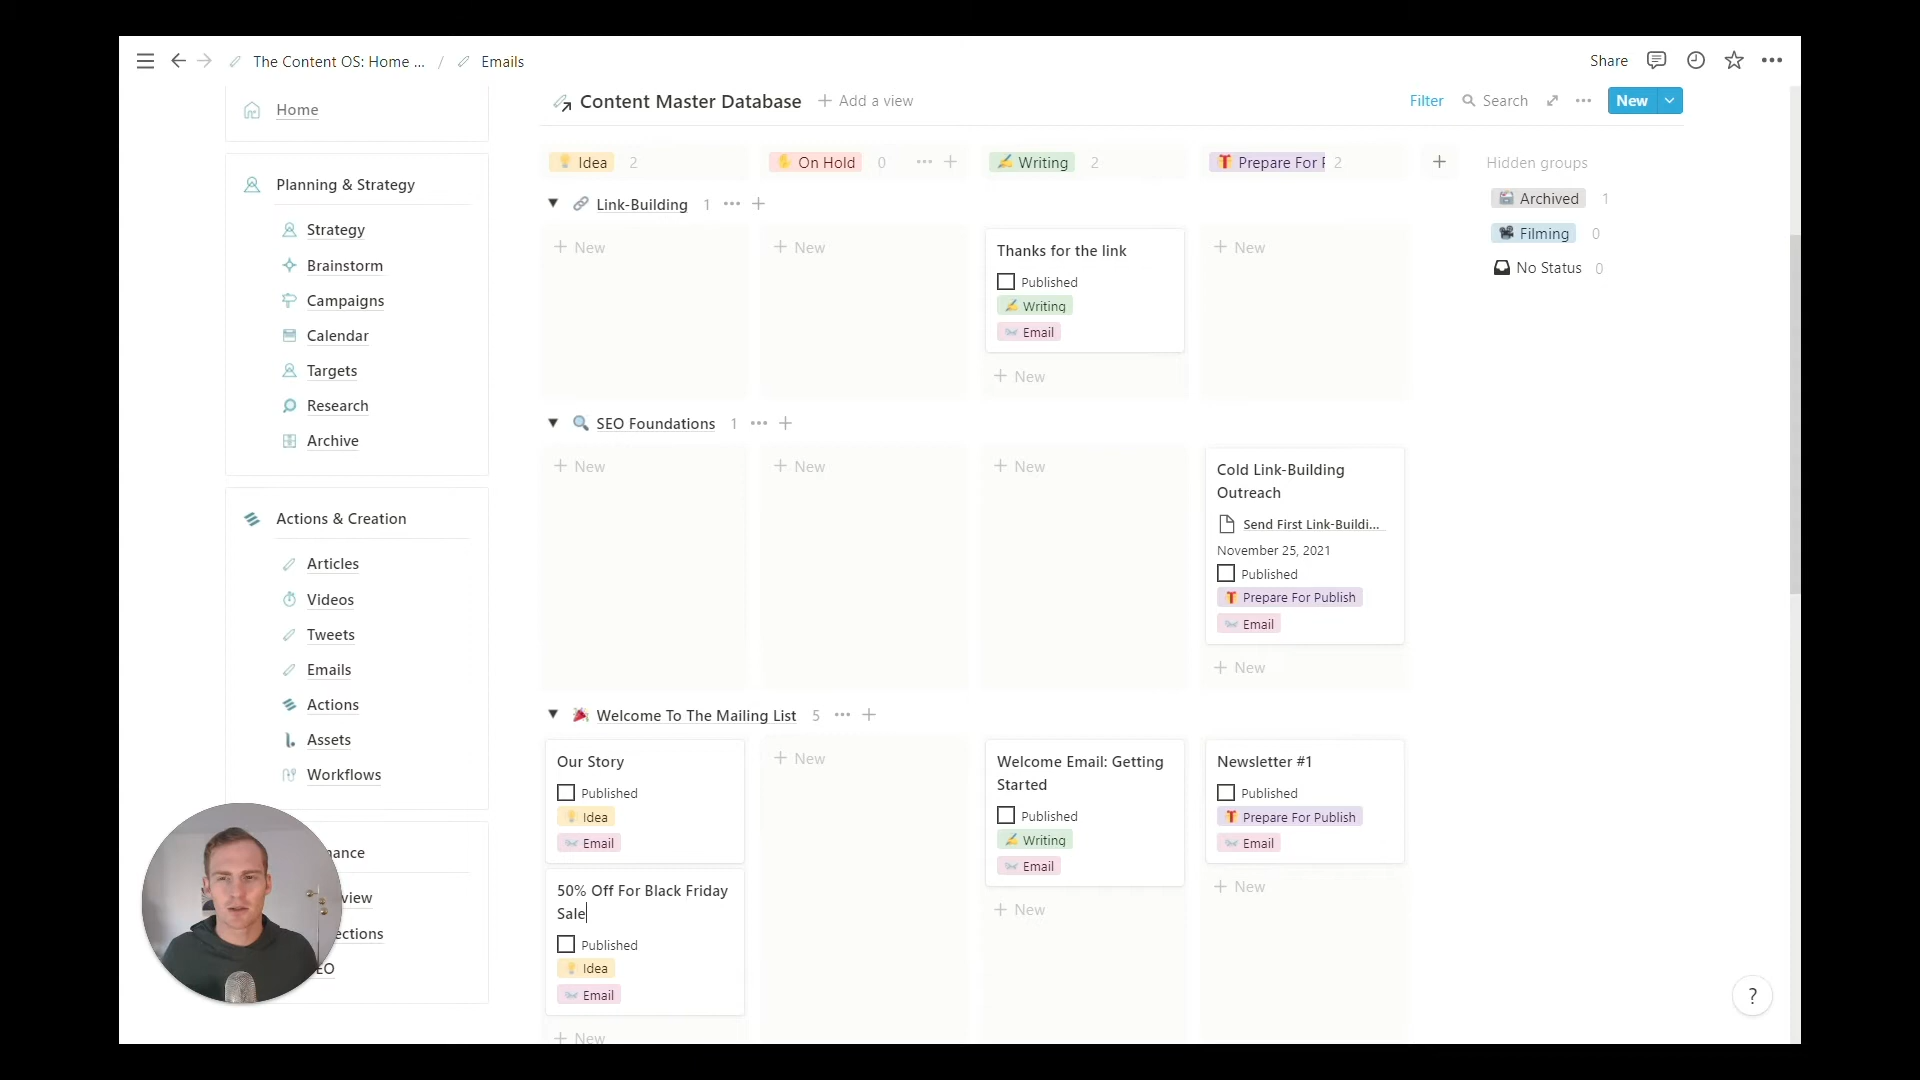 The Content OS: Home ... / Emails
Share
Home
Planning & Strategy
Strategy
Brainstorm
Campaigns
Calendar
Targets
Research
Archive
Actions & Creation
Articles
Videos
Tweets
Emails
Actions
Assets
Workflows
Content Master Database
Add a view
Filter
Search
New
Idea 2
On Hold 0
Writing 2
Prepare For 2
Hidden groups
Archived 1
Filming 0
No Status 0
Link-Building 1
New
New
Thanks for the link
Published
Writing
Email
New
New
SEO Foundations 1
New
New
New
Cold Link-Building
Outreach
Send First Link-Buildi...
November 25, 2021
Published
Prepare For Publish
Email
New
Welcome To The Mailing List 5
Our Story
Published
Idea
Email
50% Off For Black Friday
Sale
Published
Idea
Email
New
New
Welcome Email: Getting
Started
Published
Writing
Email
New
Newsletter #1
Published
Prepare For Publish
Email
New
?